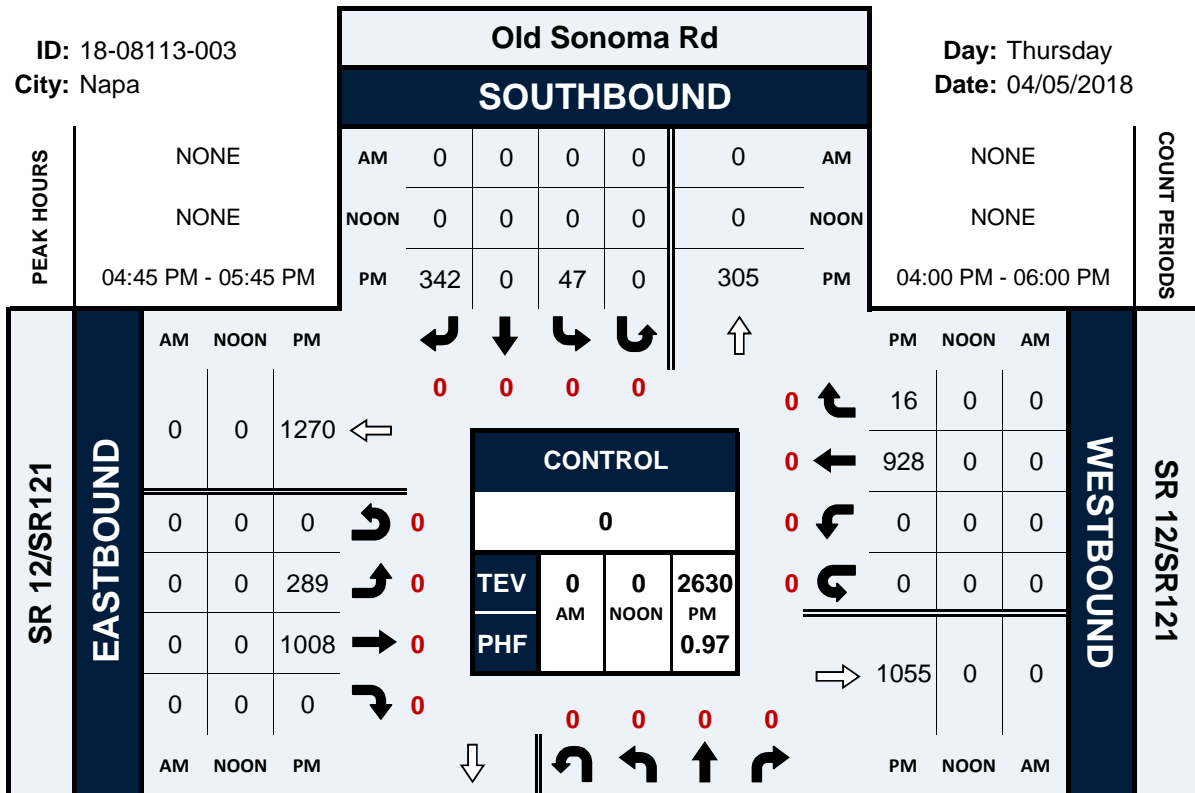 ID: 18-08113-003
City: Napa
Old Sonoma Rd
SOUTHBOUND
Day: Thursday
Date: 04/05/2018
PEAK HOURS
NONE
NONE
04:45 PM - 05:45 PM
AM 0 0 0 0 0 AM
NOON 0 0 0 0 0 NOON
PM 342 0 47 0 305 PM
NONE
NONE
04:00 PM - 06:00 PM
COUNT PERIODS
0 0 0 0
SR 12/SR121
EASTBOUND
AM NOON PM
0 0 1270
0 0 0 0
0 0 289 0
0 0 1008 0
0 0 0 0
AM NOON PM
CONTROL
0
TEV 0 0 2630
AM NOON PM
PHF 0.97
PM NOON AM
0 16 0 0
0 928 0 0
0 0 0 0
0 0 0 0
1055 0 0
PM NOON AM
WESTBOUND
SR 12/SR121
0 0 0 0